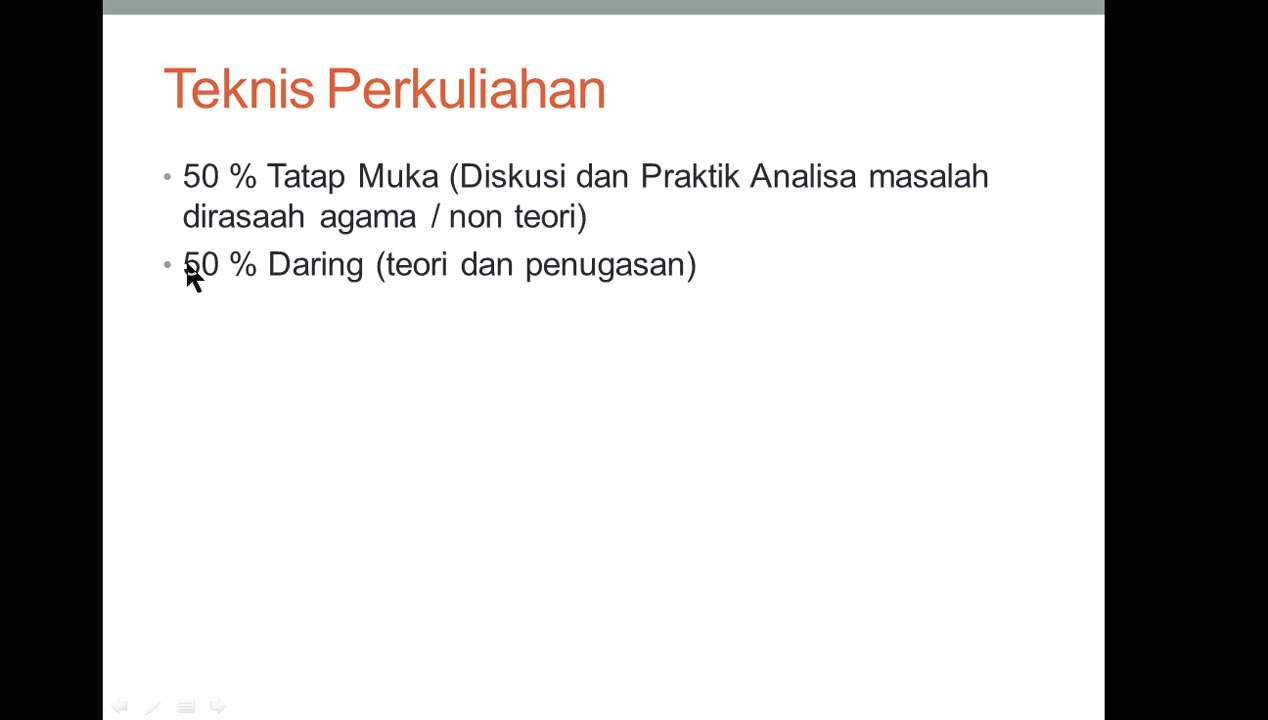 Teknis Perkuliahan
• 50 % Tatap Muka (Diskusi dan Praktik Analisa masalah
dirasaah agama / non teori)
• 50 % Daring (teori dan penugasan)